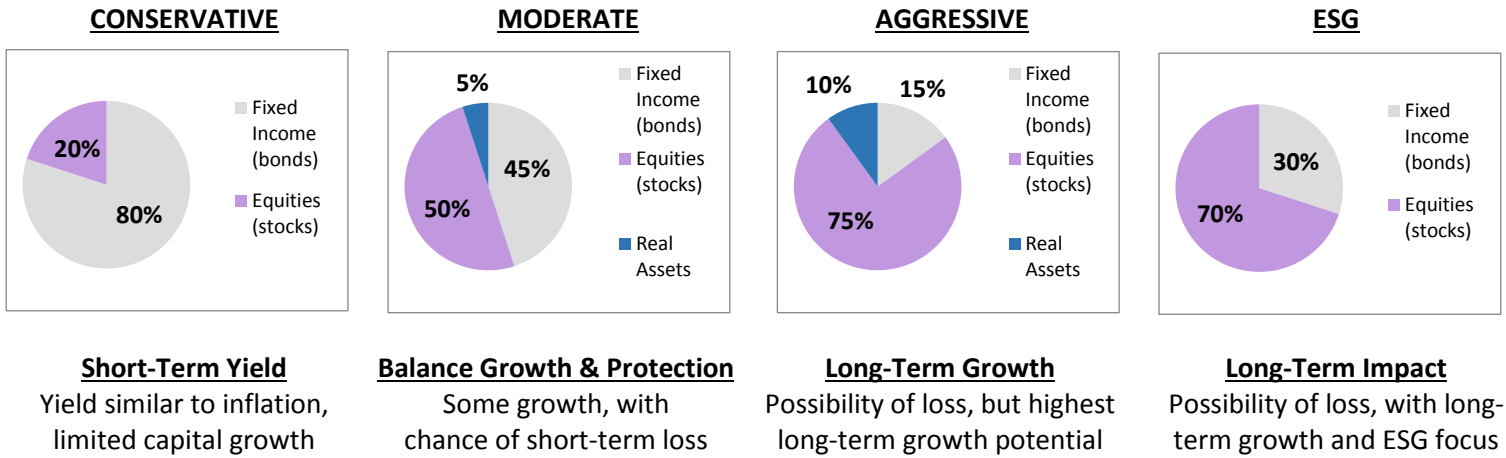 CONSERVATIVE
20%
80%
Fixed
Income
(bonds)
Equities
(stocks)
Short-Term Yield
Yield similar to inflation,
limited capital growth
MODERATE
5%
45%
50%
Fixed
Income
(bonds)
Equities
(stocks)
Real
Assets
Balance Growth & Protection
Some growth, with
chance of short-term loss
AGGRESSIVE
10%
15%
75%
Fixed
Income
(bonds)
Equities
(stocks)
Real
Assets
Long-Term Growth
Possibility of loss, but highest
long-term growth potential
ESG
30%
70%
Fixed
Income
(bonds)
Equities
(stocks)
Long-Term Impact
Possibility of loss, with long-
term growth and ESG focus